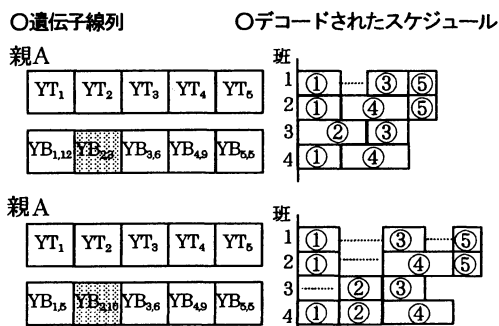 〇遺伝子線列 〇デコードされたスケジュール
親A
YT1 YT2 YT3 YT4 YT5
YB1,12 YB3,6 YB4,9 YB5,5
班
1 ① ③ ⑤
2 ① ④ ⑤
3 ② ③
4 ① ④
親A
YT1 YT2 YT3 YT4 YT5
YB1,5 YB3,6 YB4,9 YB5,5
班
1 ① ③ ⑤
2 ① ④ ⑤
3 ② ③
4 ① ② ④